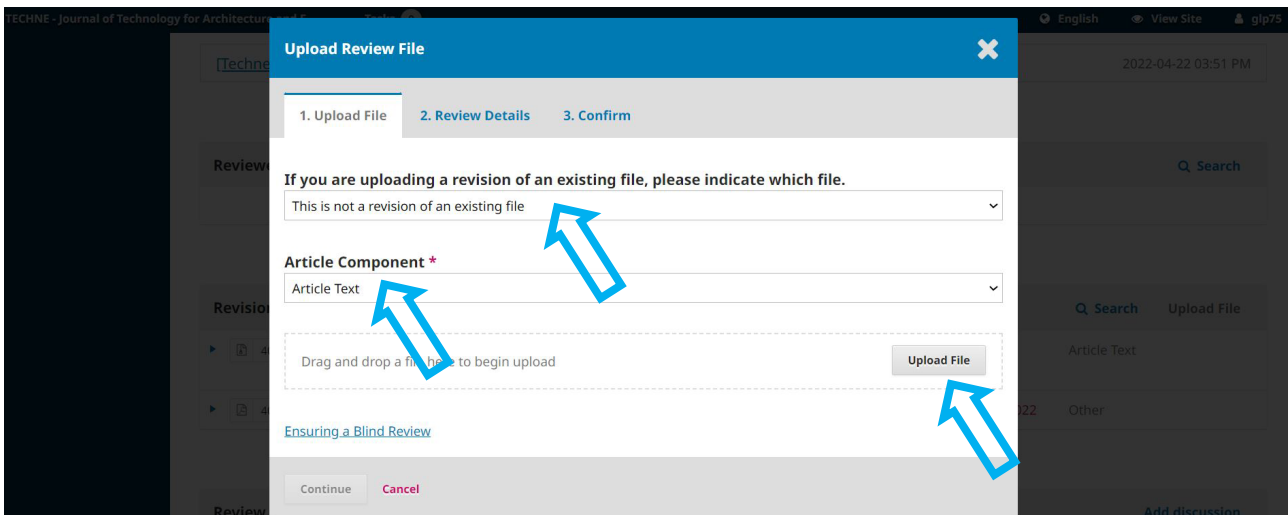 TECHNE - Journal of Technology for Architecture and E
Tasks
English
View Site
glp75
Upload Review File
[Techne
2022-04-22 03:51 PM
1. Upload File
2. Review Details
3. Confirm
Reviewe
Search
If you are uploading a revision of an existing file, please indicate which file.
This is not a revision of an existing file
Article Component *
Article Text
Revision
Search
Upload File
Drag and drop a file here to begin upload
Upload File
Article Text
022
Other
Ensuring a Blind Review
Continue
Cancel
Review
Add discussion